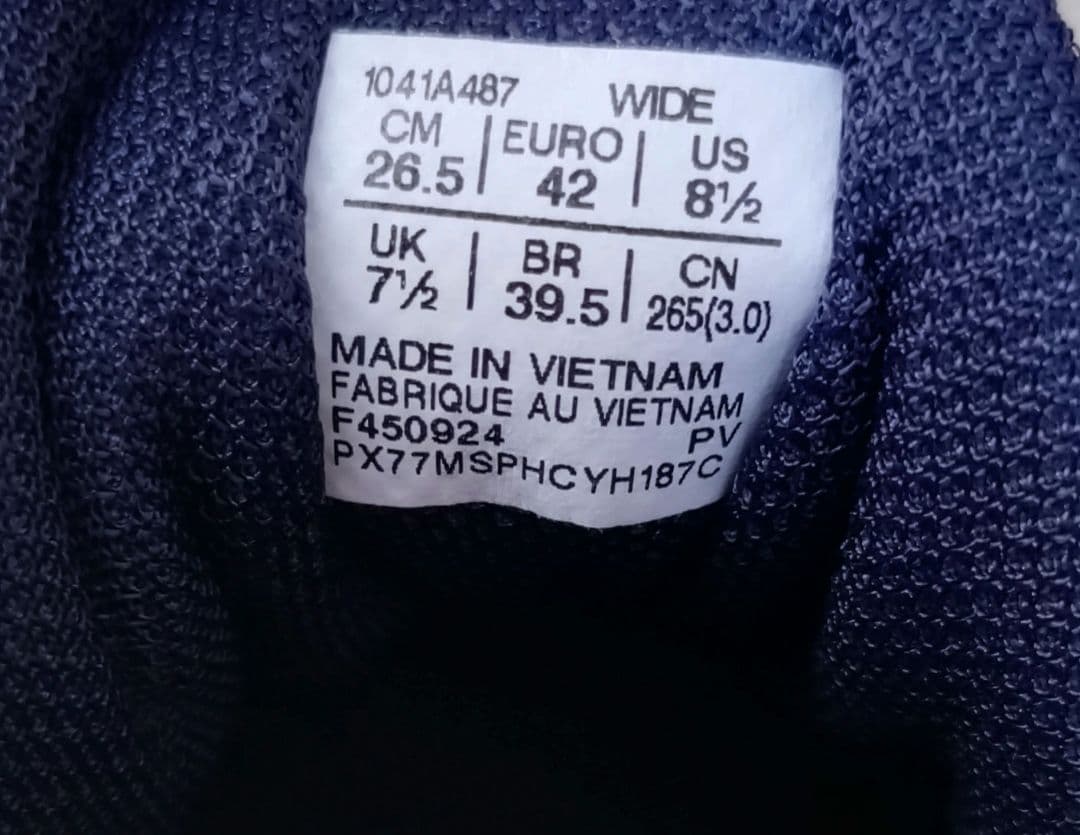 1041A487 WIDE
CM EURO US
26.5 42 8½
UK BR CN
7½ 39.5 265(3.0)
MADE IN VIETNAM
FABRIQUE AU VIETNAM
F450924 PV
PX77MSPHCYH187C